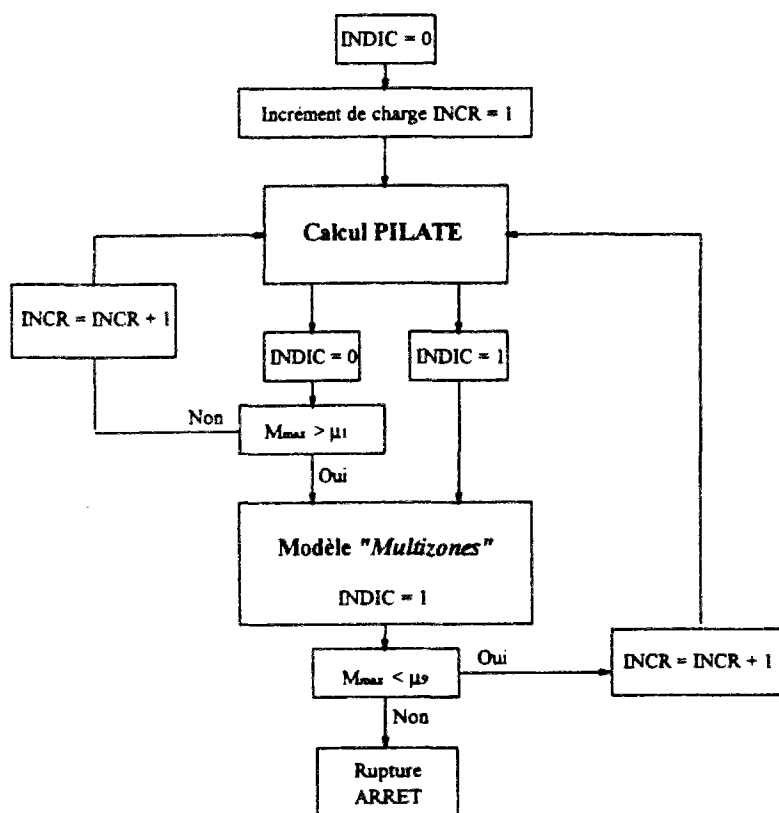 INDIC = 0
Incrément de charge INCR = 1
Calcul PILATE
INCR = INCR + 1
INDIC = 0
INDIC = 1
Non
Mmax > μ1
Oui
Modèle "Multizones"
INDIC = 1
Mmax < μ9
Oui
INCR = INCR + 1
Non
Rupture
ARRET